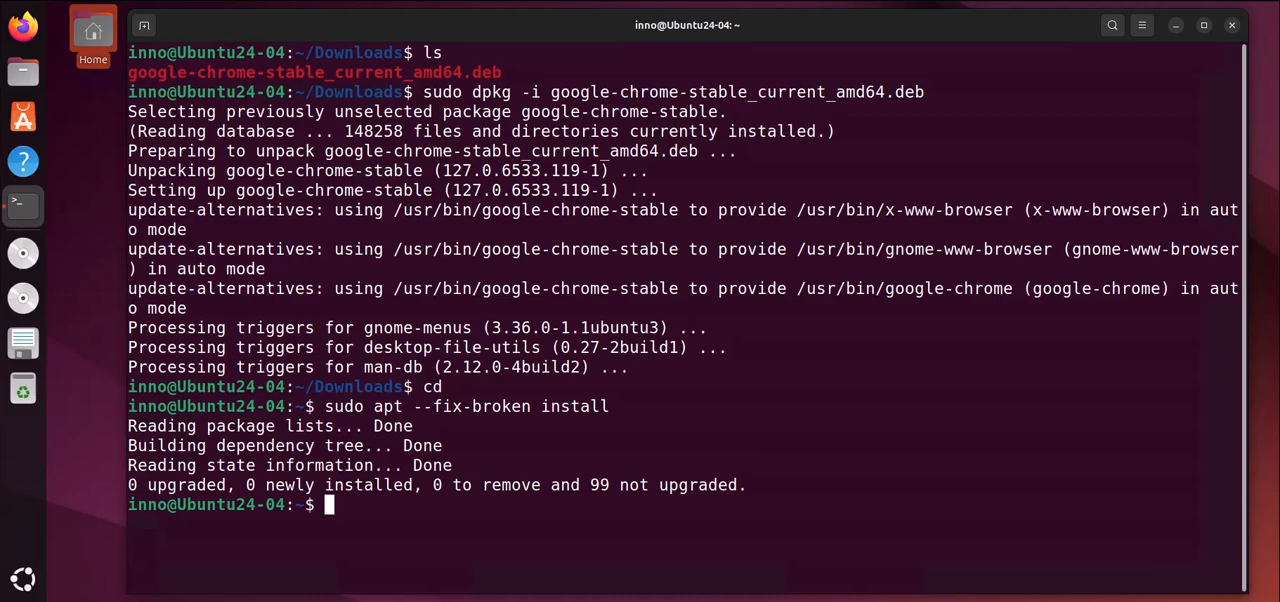 inno@Ubuntu24-04: ~
Home
inno@Ubuntu24-04:~/Downloads$ ls
google-chrome-stable_current_amd64.deb
inno@Ubuntu24-04:~/Downloads$ sudo dpkg -i google-chrome-stable_current_amd64.deb
Selecting previously unselected package google-chrome-stable.
(Reading database ... 148258 files and directories currently installed.)
Preparing to unpack google-chrome-stable_current_amd64.deb ...
Unpacking google-chrome-stable (127.0.6533.119-1) ...
Setting up google-chrome-stable (127.0.6533.119-1) ...
update-alternatives: using /usr/bin/google-chrome-stable to provide /usr/bin/x-www-browser (x-www-browser) in aut
o mode
update-alternatives: using /usr/bin/google-chrome-stable to provide /usr/bin/gnome-www-browser (gnome-www-browser
) in auto mode
update-alternatives: using /usr/bin/google-chrome-stable to provide /usr/bin/google-chrome (google-chrome) in aut
o mode
Processing triggers for gnome-menus (3.36.0-1.1ubuntu3) ...
Processing triggers for desktop-file-utils (0.27-2build1) ...
Processing triggers for man-db (2.12.0-4build2) ...
inno@Ubuntu24-04:~/Downloads$ cd
inno@Ubuntu24-04:~$ sudo apt --fix-broken install
Reading package lists... Done
Building dependency tree... Done
Reading state information... Done
0 upgraded, 0 newly installed, 0 to remove and 99 not upgraded.
inno@Ubuntu24-04:~$